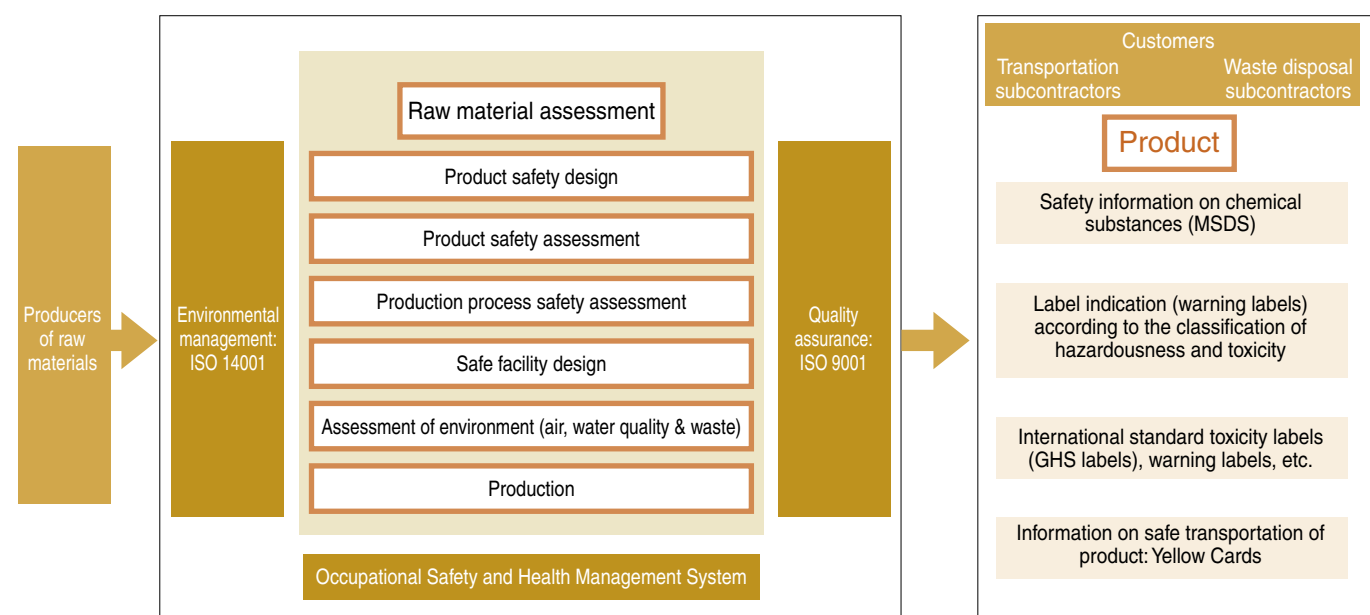 Producers
of raw
materials
Environmental
management:
ISO 14001
Raw material assessment
Product safety design
Product safety assessment
Production process safety assessment
Safe facility design
Assessment of environment (air, water quality & waste)
Production
Occupational Safety and Health Management System
Quality
assurance:
ISO 9001
Customers
Transportation
subcontractors
Waste disposal
subcontractors
Product
Safety information on chemical
substances (MSDS)
Label indication (warning labels)
according to the classification of
hazardousness and toxicity
International standard toxicity labels
(GHS labels), warning labels, etc.
Information on safe transportation of
product: Yellow Cards